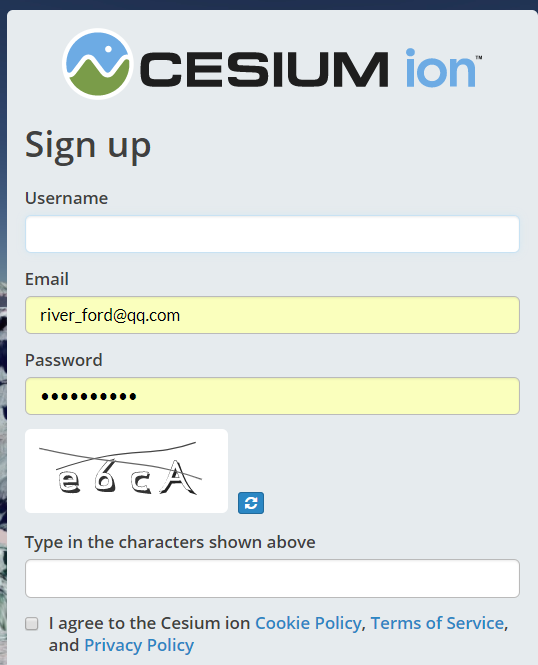 CESIUM ion™
Sign up
Username
Email
river_ford@qq.com
Password
••••••••••
e6cA
Type in the characters shown above
I agree to the Cesium ion Cookie Policy, Terms of Service,
and Privacy Policy